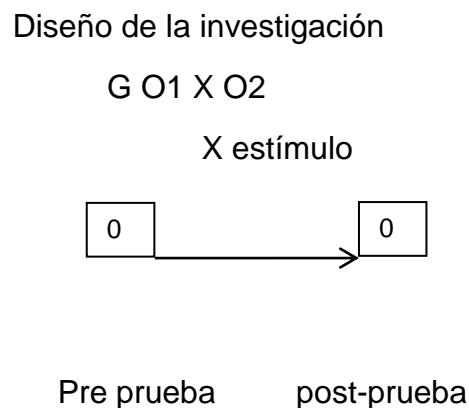 Diseño de la investigación
G O1 X O2
X estímulo
0 0
Pre prueba post-prueba